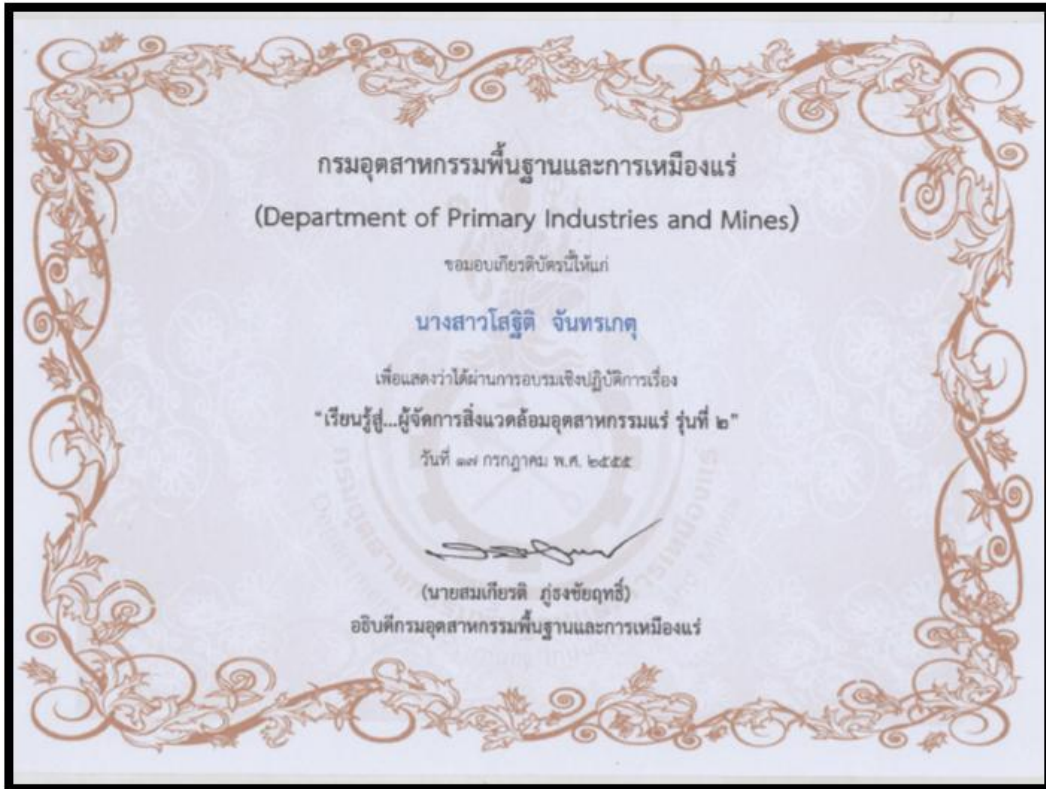 กรมอุตสาหกรรมพื้นฐานและการเหมืองแร่
(Department of Primary Industries and Mines)
ขอมอบเกียรติบัตรนี้ให้แก่
นางสาวโสฐิติ จันทรเกตุ
เพื่อแสดงว่าได้ผ่านการอบรมเชิงปฏิบัติการเรื่อง
“เรียนรู้สู่...ผู้จัดการสิ่งแวดล้อมอุตสาหกรรมแร่ รุ่นที่ ๒”
วันที่ ๑๗ กรกฎาคม พ.ศ. ๒๕๕๕
(นายสมเกียรติ ภู่ธงชัยฤทธิ์)
อธิบดีกรมอุตสาหกรรมพื้นฐานและการเหมืองแร่